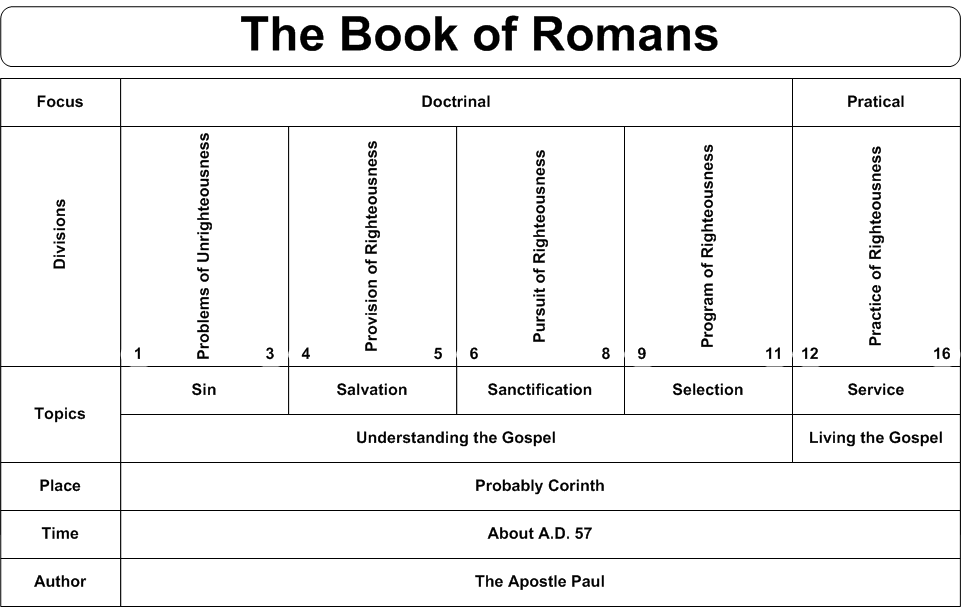 The Book of Romans
Focus
Doctrinal
Pratical
Divisions
Problems of Unrighteousness
1 3
Provision of Righteousness
4 5
Pursuit of Righteousness
6 8
Program of Righteousness
9 11
Practice of Righteousness
12 16
Topics
Sin
Salvation
Sanctification
Selection
Service
Understanding the Gospel
Living the Gospel
Place
Probably Corinth
Time
About A.D. 57
Author
The Apostle Paul